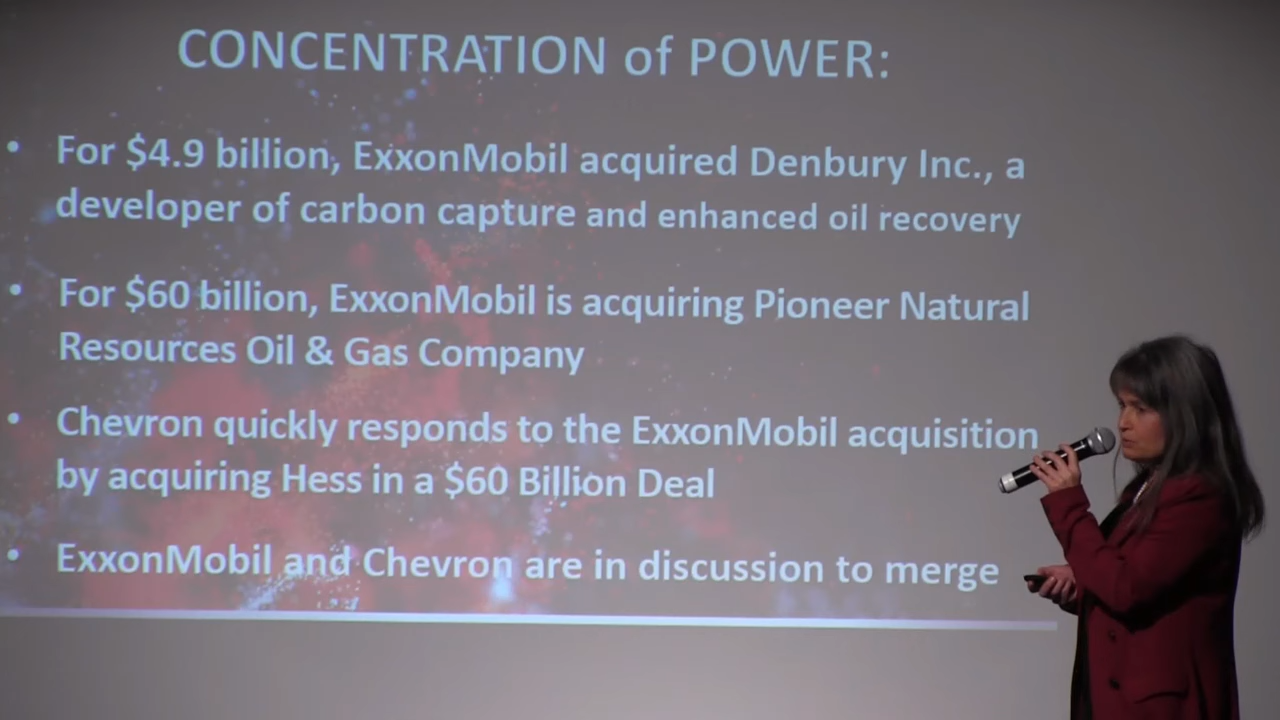 CONCENTRATION of POWER:
• For $4.9 billion, ExxonMobil acquired Denbury Inc., a
developer of carbon capture and enhanced oil recovery
• For $60 billion, ExxonMobil is acquiring Pioneer Natural
Resources Oil & Gas Company
• Chevron quickly responds to the ExxonMobil acquisition
by acquiring Hess in a $60 Billion Deal
• ExxonMobil and Chevron are in discussion to merge